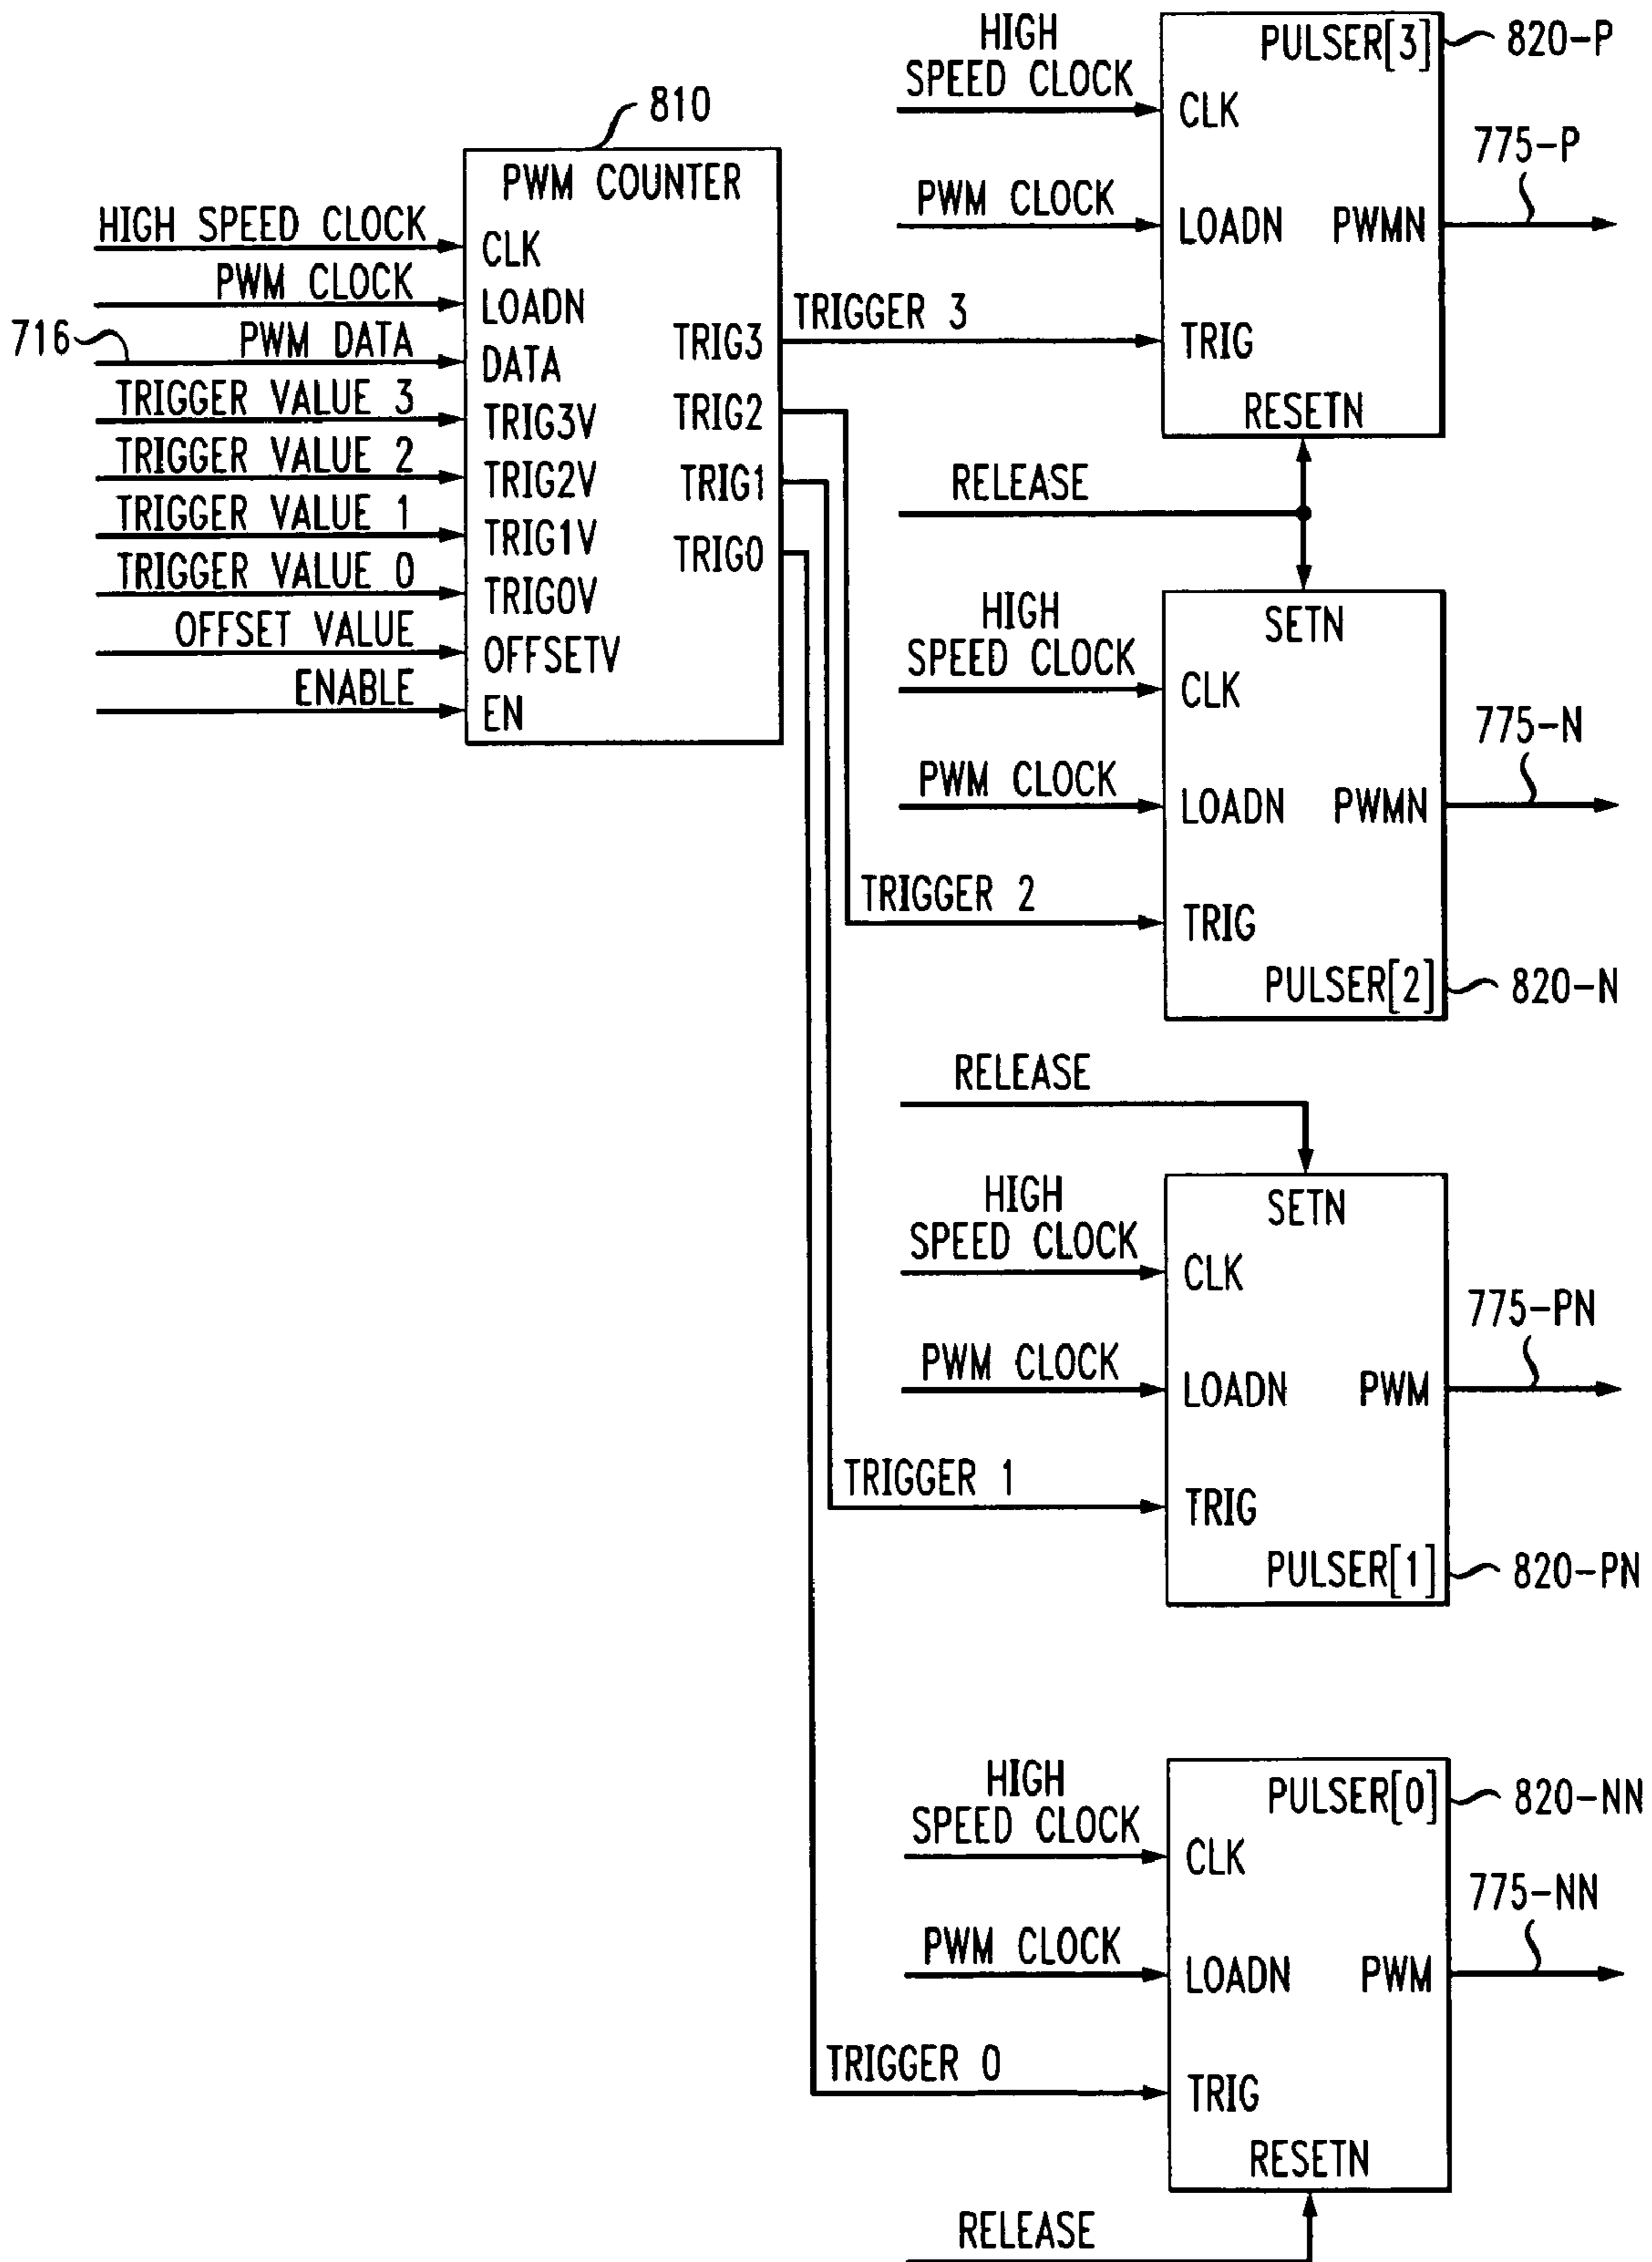 810
PWM COUNTER
HIGH SPEED CLOCK
CLK
PWM CLOCK
LOADN
716
PWM DATA
DATA
TRIGGER VALUE 3
TRIG3V
TRIGGER VALUE 2
TRIG2V
TRIGGER VALUE 1
TRIG1V
TRIGGER VALUE 0
TRIG0V
OFFSET VALUE
OFFSETV
ENABLE
EN
TRIG3
TRIG2
TRIG1
TRIG0
TRIGGER 3
HIGH
SPEED CLOCK
PULSER[3]
820-P
CLK
PWM CLOCK
LOADN
PWMN
775-P
TRIG
RESETN
RELEASE
SETN
HIGH
SPEED CLOCK
CLK
PWM CLOCK
LOADN
PWMN
775-N
TRIGGER 2
TRIG
PULSER[2]
820-N
RELEASE
SETN
HIGH
SPEED CLOCK
CLK
PWM CLOCK
LOADN
PWM
775-PN
TRIGGER 1
TRIG
PULSER[1]
820-PN
HIGH
SPEED CLOCK
PULSER[0]
820-NN
CLK
PWM CLOCK
LOADN
PWM
775-NN
TRIGGER 0
TRIG
RESETN
RELEASE